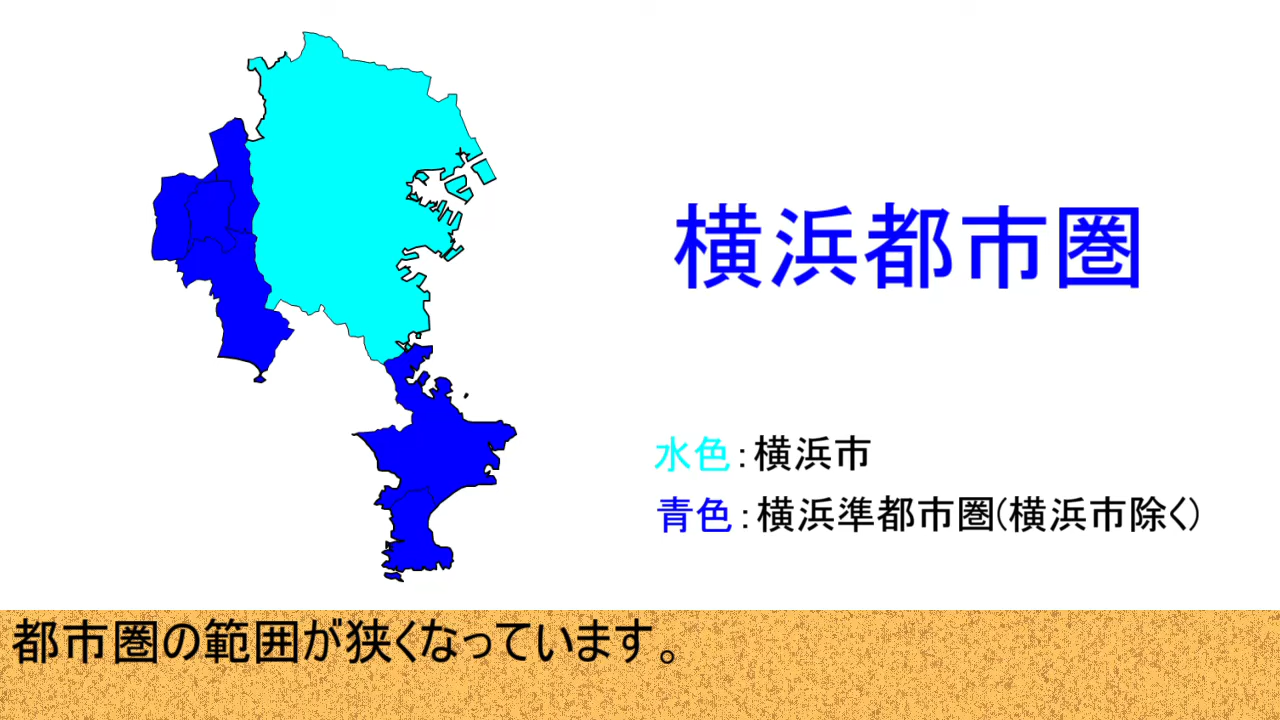 横浜都市圏
水色：横浜市
青色：横浜準都市圏(横浜市除く)
都市圏の範囲が狭くなっています。